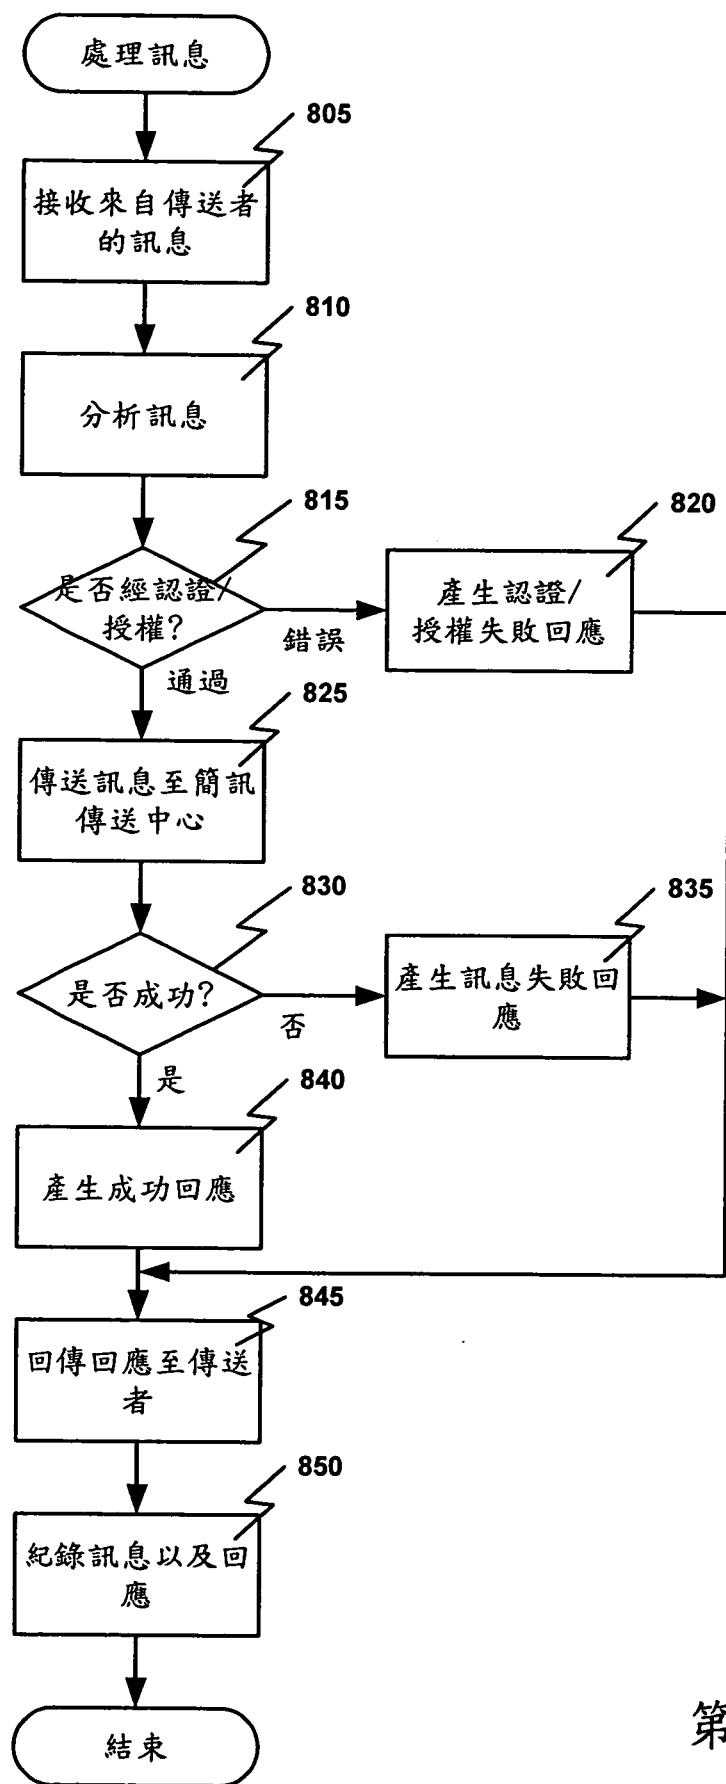 處理訊息
805
接收來自傳送者
的訊息
810
分析訊息
815
是否經認證/
授權?
錯誤
820
產生認證/
授權失敗回應
通過
825
傳送訊息至簡訊
傳送中心
830
是否成功?
否
835
產生訊息失敗回
應
是
840
產生成功回應
845
回傳回應至傳送
者
850
紀錄訊息以及回
應
結束
第